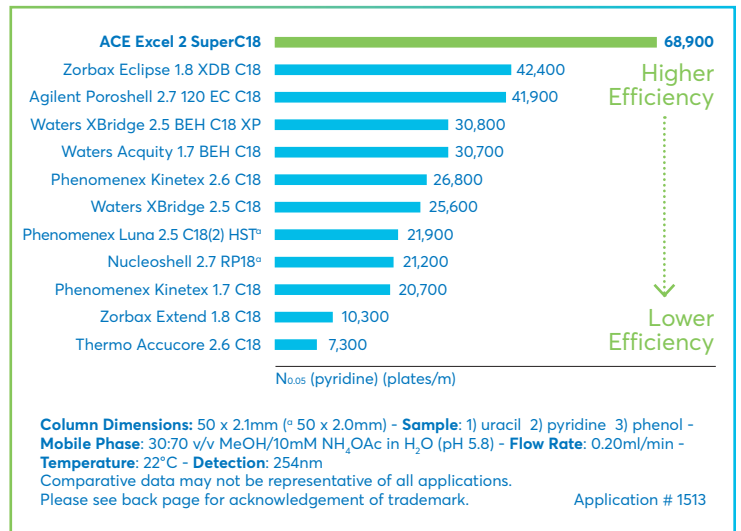 ACE Excel 2 SuperC18 68,900
Zorbax Eclipse 1.8 XDB C18 42,400
Higher
Agilent Poroshell 2.7 120 EC C18 41,900
Efficiency
Waters XBridge 2.5 BEH C18 XP 30,800
Waters Acquity 1.7 BEH C18 30,700
Phenomenex Kinetex 2.6 C18 26,800
Waters XBridge 2.5 C18 25,600
Phenomenex Luna 2.5 C18(2) HSTᵃ 21,900
Nucleoshell 2.7 RP18ᵃ 21,200
Phenomenex Kinetex 1.7 C18 20,700
Zorbax Extend 1.8 C18 10,300
Lower
Efficiency
Thermo Accucore 2.6 C18 7,300
N₀.₀₅ (pyridine) (plates/m)
Column Dimensions: 50 x 2.1mm (ᵃ 50 x 2.0mm) - Sample: 1) uracil 2) pyridine 3) phenol -
Mobile Phase: 30:70 v/v MeOH/10mM NH₄OAc in H₂O (pH 5.8) - Flow Rate: 0.20ml/min -
Temperature: 22°C - Detection: 254nm
Comparative data may not be representative of all applications.
Please see back page for acknowledgement of trademark. Application # 1513